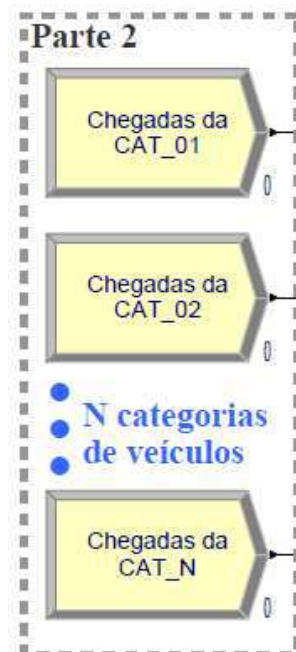 Parte 2
Chegadas da
CAT_01
0
Chegadas da
CAT_02
0
N categorias
de veículos
Chegadas da
CAT_N
0